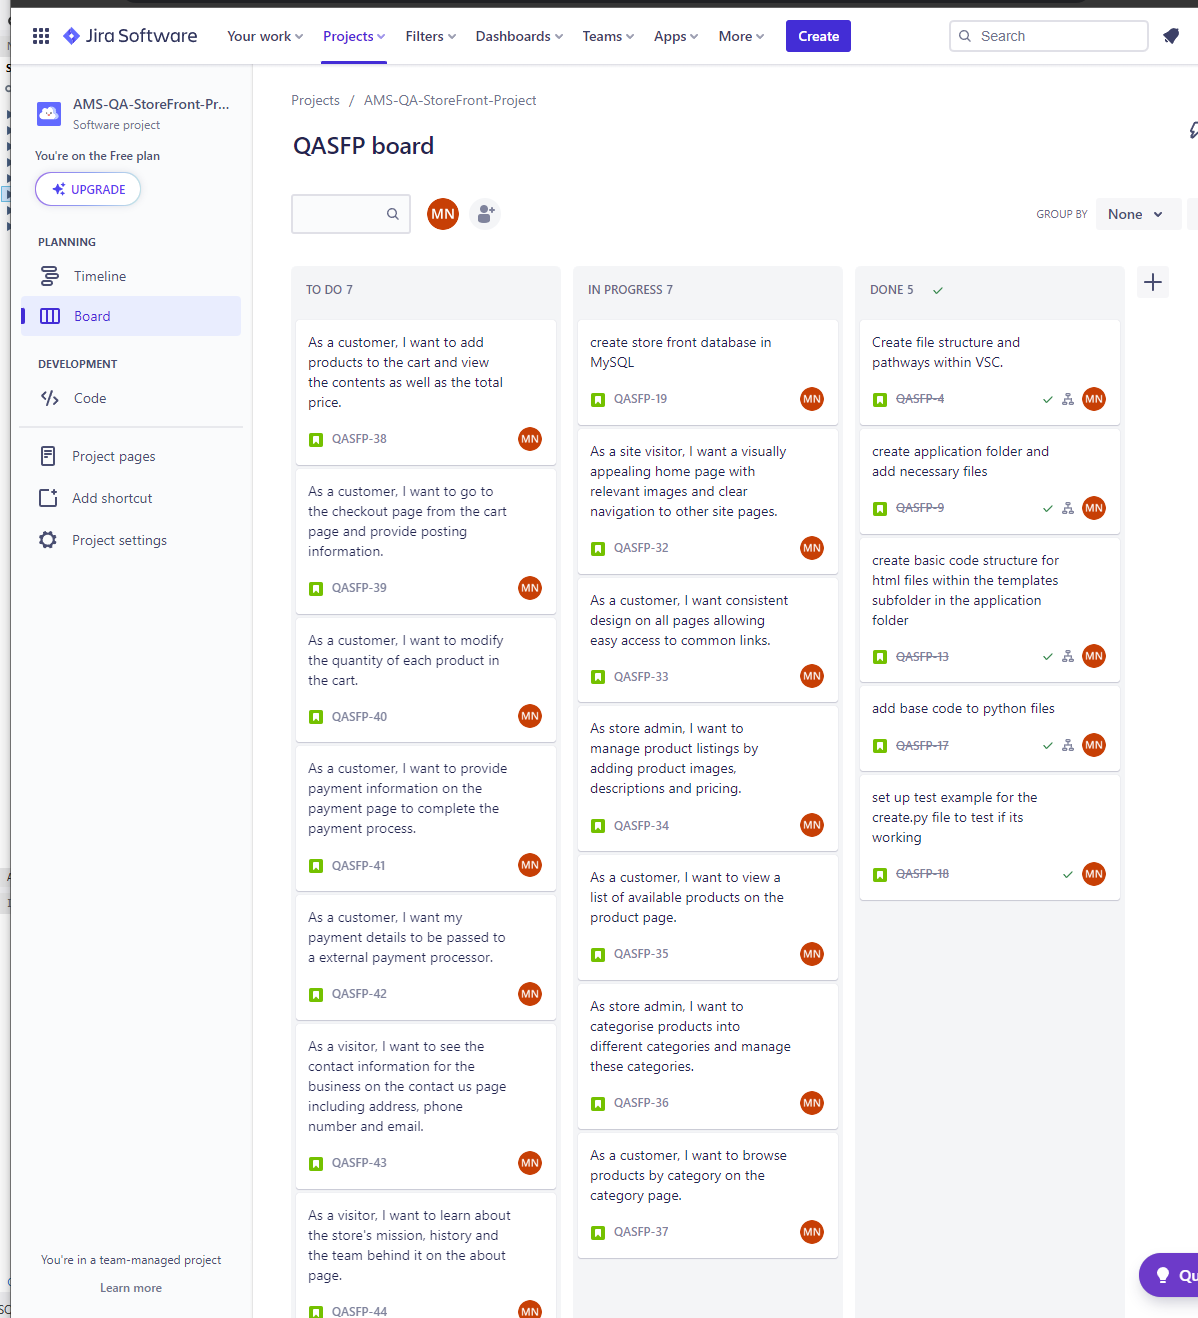 Jira Software
Your work
Projects
Filters
Dashboards
Teams
Apps
More
Create
Search
AMS-QA-StoreFront-Pr...
Software project
You're on the Free plan
UPGRADE
PLANNING
Timeline
Board
DEVELOPMENT
Code
Project pages
Add shortcut
Project settings
You're in a team-managed project
Learn more
Projects / AMS-QA-StoreFront-Project
QASFP board
MN
GROUP BY
None
TO DO 7
As a customer, I want to add
products to the cart and view
the contents as well as the total
price.
QASFP-38
MN
As a customer, I want to go to
the checkout page from the cart
page and provide posting
information.
QASFP-39
MN
As a customer, I want to modify
the quantity of each product in
the cart.
QASFP-40
MN
As a customer, I want to provide
payment information on the
payment page to complete the
payment process.
QASFP-41
MN
As a customer, I want my
payment details to be passed to
a external payment processor.
QASFP-42
MN
As a visitor, I want to see the
contact information for the
business on the contact us page
including address, phone
number and email.
QASFP-43
MN
As a visitor, I want to learn about
the store's mission, history and
the team behind it on the about
page.
QASFP-44
MN
IN PROGRESS 7
create store front database in
MySQL
QASFP-19
MN
As a site visitor, I want a visually
appealing home page with
relevant images and clear
navigation to other site pages.
QASFP-32
MN
As a customer, I want consistent
design on all pages allowing
easy access to common links.
QASFP-33
MN
As store admin, I want to
manage product listings by
adding product images,
descriptions and pricing.
QASFP-34
MN
As a customer, I want to view a
list of available products on the
product page.
QASFP-35
MN
As store admin, I want to
categorise products into
different categories and manage
these categories.
QASFP-36
MN
As a customer, I want to browse
products by category on the
category page.
QASFP-37
MN
DONE 5
Create file structure and
pathways within VSC.
QASFP-4
MN
create application folder and
add necessary files
QASFP-9
MN
create basic code structure for
html files within the templates
subfolder in the application
folder
QASFP-13
MN
add base code to python files
QASFP-17
MN
set up test example for the
create.py file to test if its
working
QASFP-18
MN